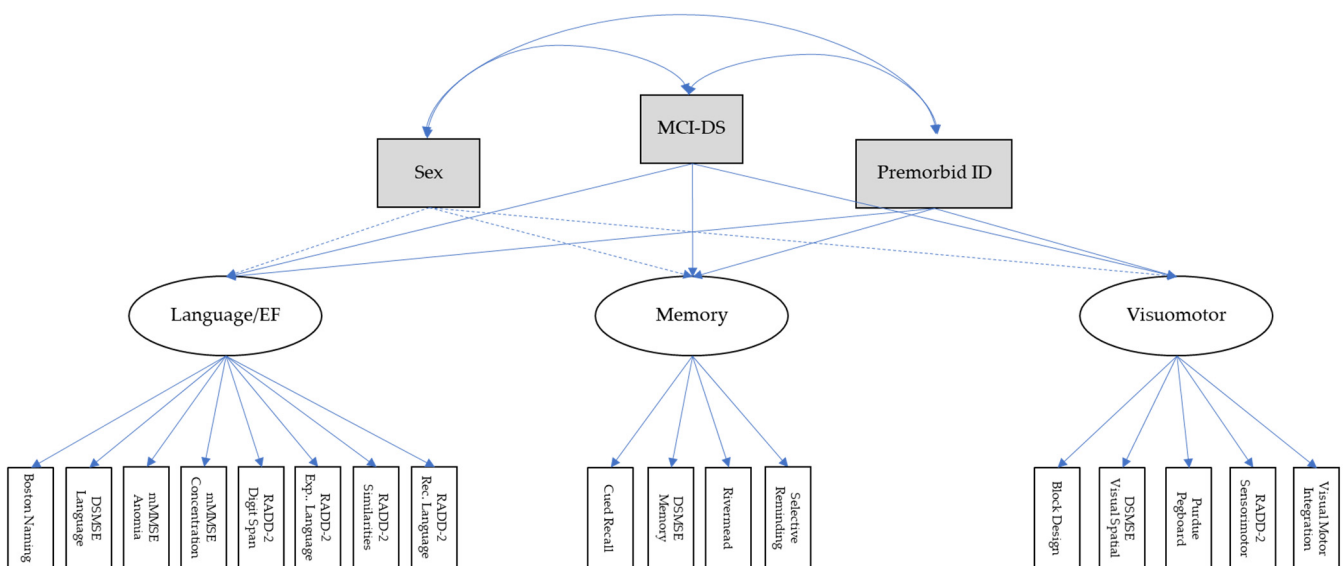 MCI-DS
Sex
Premorbid ID
Language/EF
Memory
Visuomotor
Boston Naming
DSMSE
Language
mMMSE
Anomia
mMMSE
Concentration
RADD-2
Digit Span
RADD-2
Exp.. Language
RADD-2
Similarities
RADD-2
Rec. Language
Cued Recall
DSMSE
Memory
Rivermead
Selective
Reminding
Block Design
DSMSE
Visual Spatial
Purdue
Pegboard
RADD-2
Sensorimotor
Visual Motor
Integration